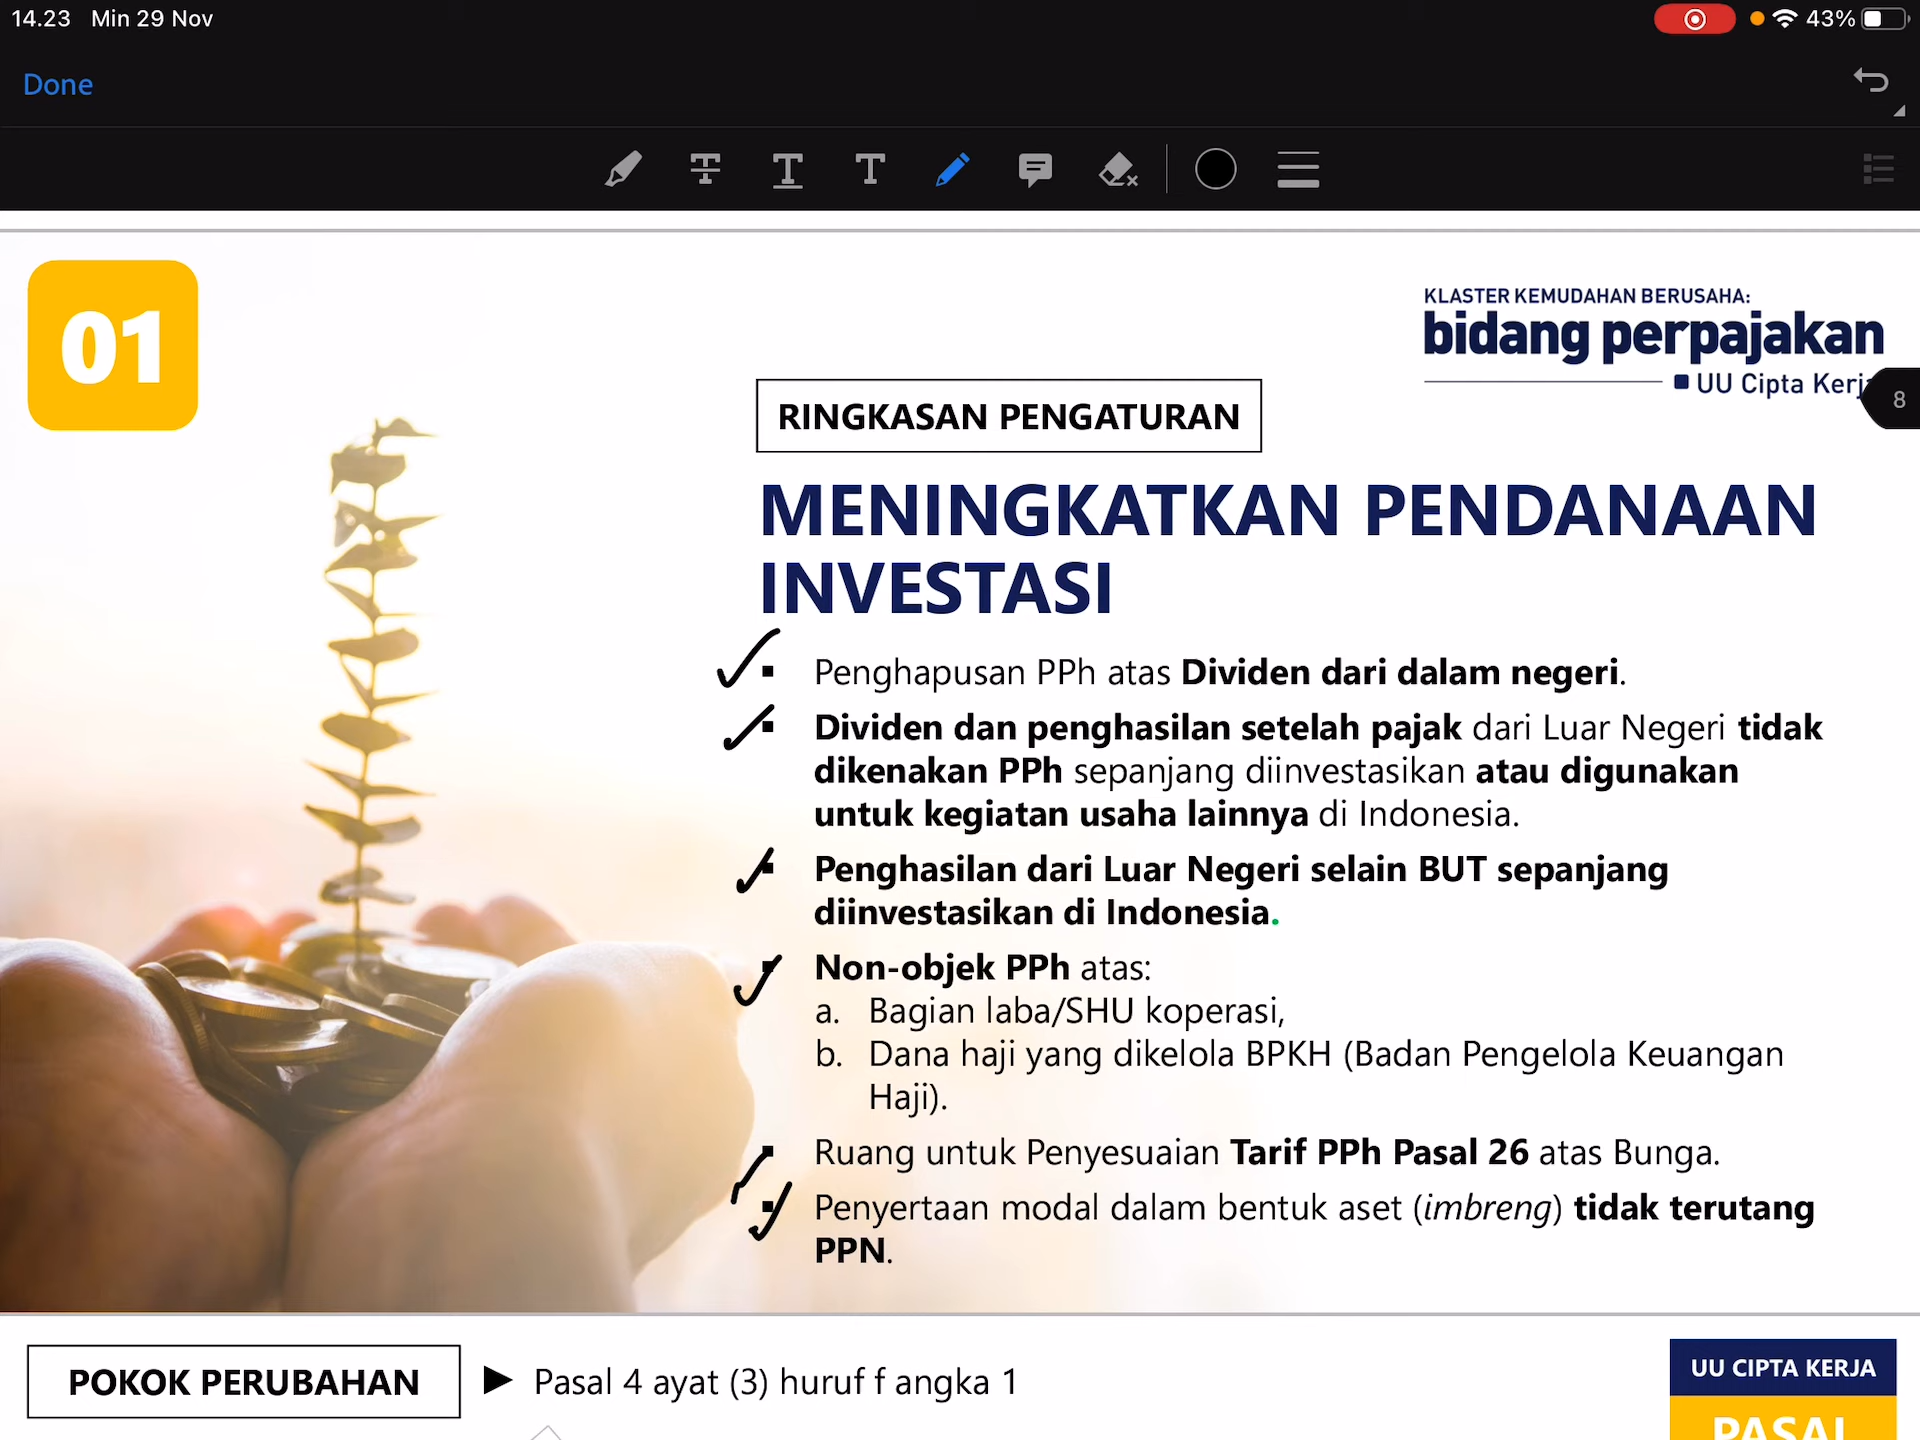 14.23 Min 29 Nov
43%
Done
01
KLASTER KEMUDAHAN BERUSAHA:
bidang perpajakan
UU Cipta Kerja
8
RINGKASAN PENGATURAN
MENINGKATKAN PENDANAAN
INVESTASI
▪ Penghapusan PPh atas Dividen dari dalam negeri.
▪ Dividen dan penghasilan setelah pajak dari Luar Negeri tidak
dikenakan PPh sepanjang diinvestasikan atau digunakan
untuk kegiatan usaha lainnya di Indonesia.
▪ Penghasilan dari Luar Negeri selain BUT sepanjang
diinvestasikan di Indonesia.
▪ Non-objek PPh atas:
a. Bagian laba/SHU koperasi,
b. Dana haji yang dikelola BPKH (Badan Pengelola Keuangan
Haji).
▪ Ruang untuk Penyesuaian Tarif PPh Pasal 26 atas Bunga.
▪ Penyertaan modal dalam bentuk aset (imbreng) tidak terutang
PPN.
POKOK PERUBAHAN
▶ Pasal 4 ayat (3) huruf f angka 1
UU CIPTA KERJA
PASAL